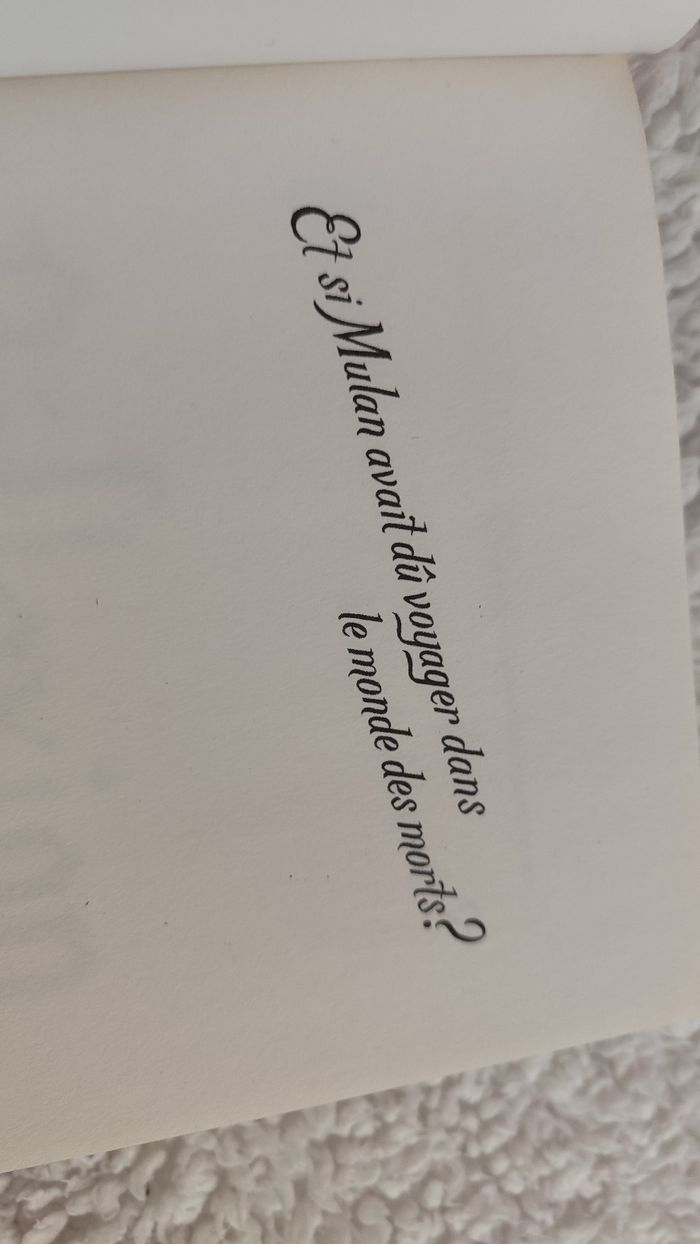 Et si Mulan avait dû voyager dans
le monde des morts?